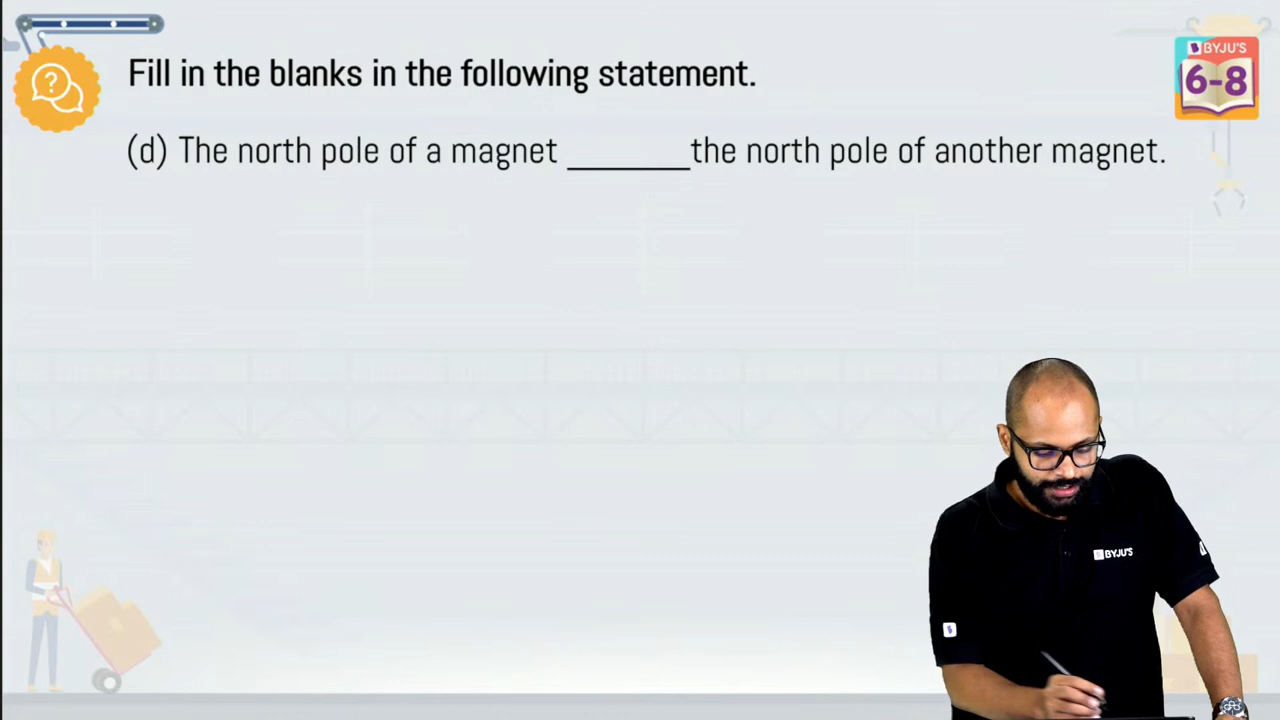 Fill in the blanks in the following statement.
BYJU'S
6-8
(d) The north pole of a magnet _______ the north pole of another magnet.
BYJU'S